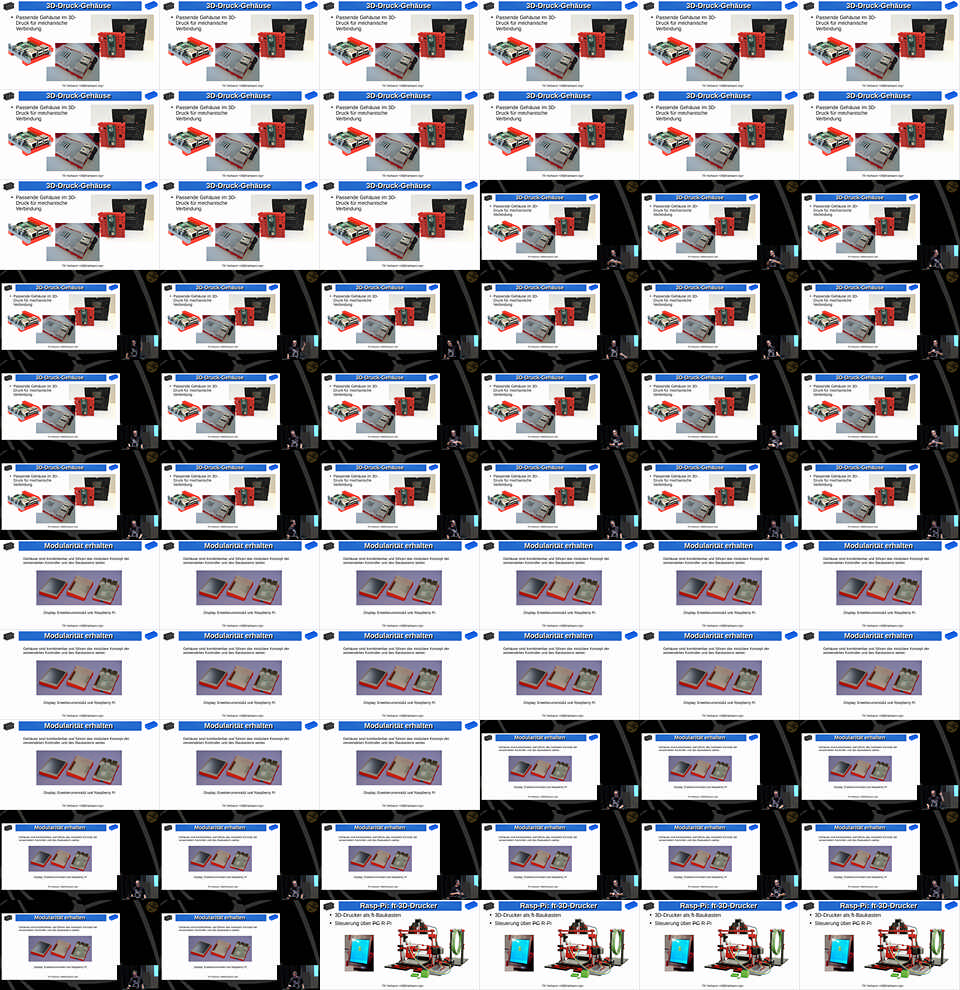 3D-Druck-Gehäuse
• Passende Gehäuse im 3D-
Druck für mechanische
Verbindung
Modularität erhalten
Gehäuse sind kombinierbar und führen das modulare Konzept der
verwendeten Controller und des Baukastens weiter
Display, Erweiterungsmodul und Raspberry Pi
Rasp-Pi: ft-3D-Drucker
• 3D-Drucker als ft-Baukasten
• Steuerung über PC R-Pi